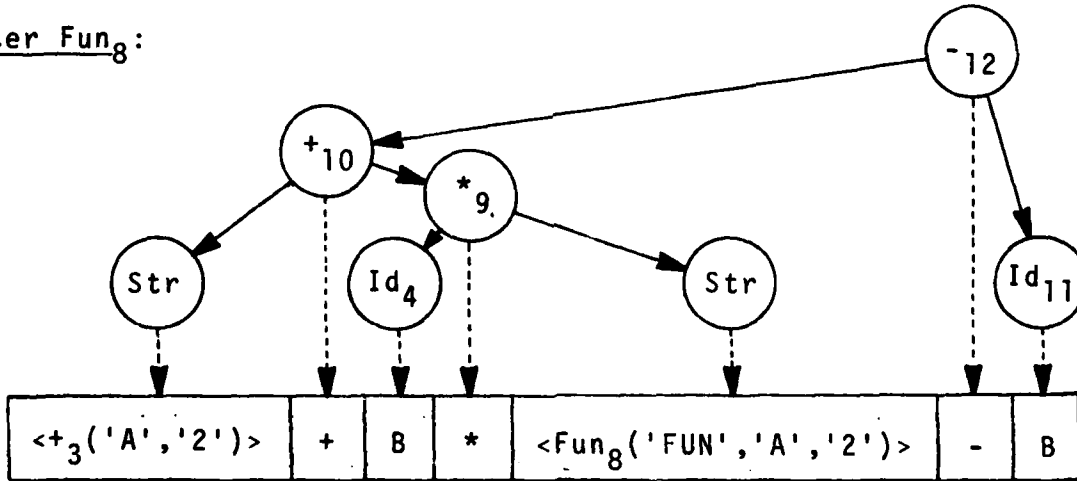 er Fun8:
-12
+10
*9.
Str Id4 Str Id11
<+3('A','2')> + B * <Fun8('FUN','A','2')> - B